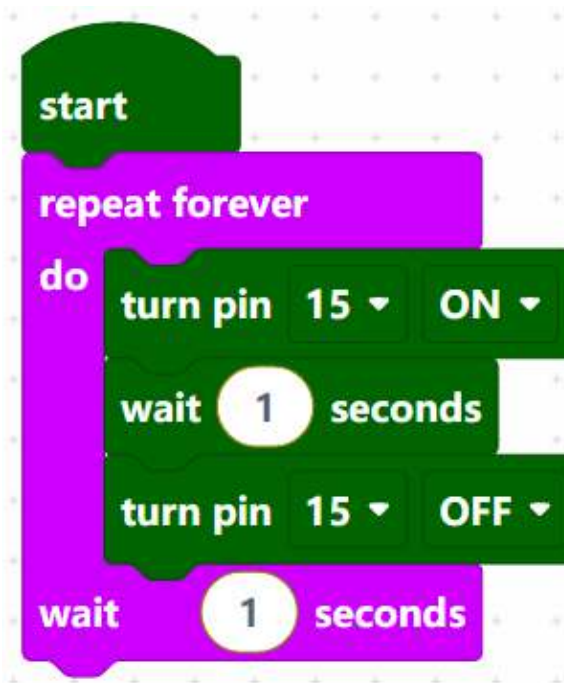 start
repeat forever
do
turn pin 15 ON
wait 1 seconds
turn pin 15 OFF
wait 1 seconds